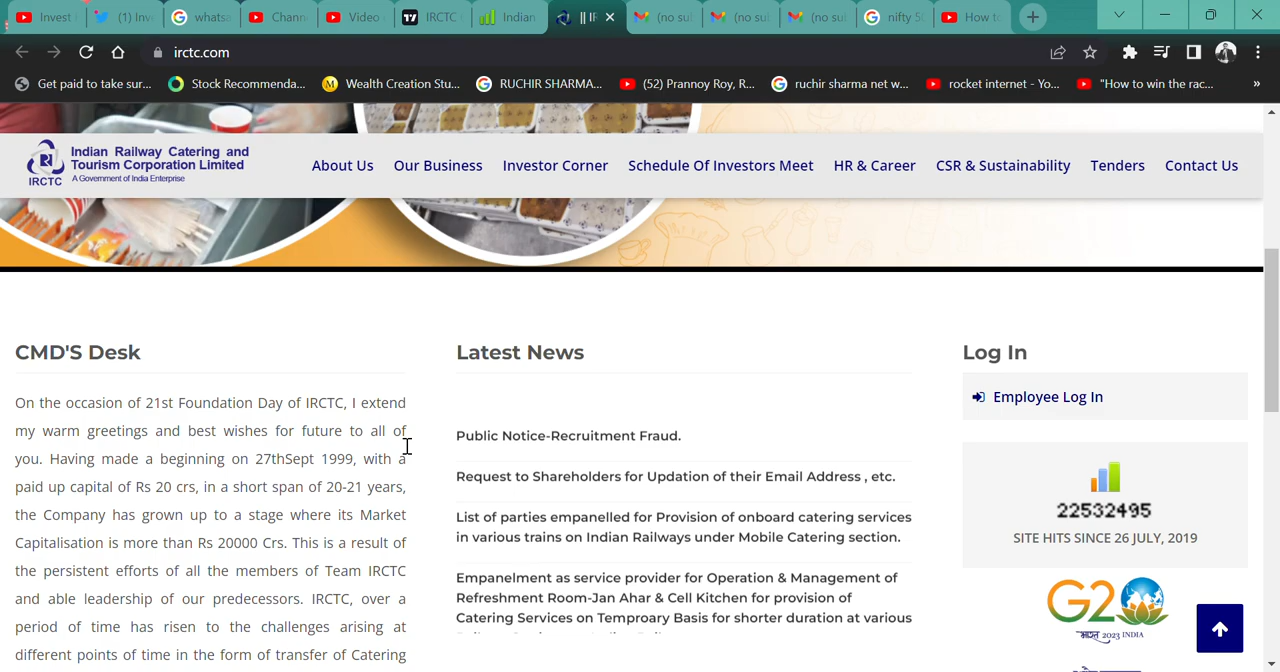 Invest
(1) Inv
whatsa
Chann
Video
IRCTC
Indian
|| IR
(no su
(no su
(no su
nifty 50
How to
irctc.com
Get paid to take sur...
Stock Recommenda...
Wealth Creation Stu...
RUCHIR SHARMA...
(52) Prannoy Roy, R...
ruchir sharma net w...
rocket internet - Yo...
"How to win the rac...
»
IRCTC
Indian Railway Catering and
Tourism Corporation Limited
A Government of India Enterprise
About Us
Our Business
Investor Corner
Schedule Of Investors Meet
HR & Career
CSR & Sustainability
Tenders
Contact Us
CMD'S Desk
On the occasion of 21st Foundation Day of IRCTC, I extend
my warm greetings and best wishes for future to all of
you. Having made a beginning on 27thSept 1999, with a
paid up capital of Rs 20 crs, in a short span of 20-21 years,
the Company has grown up to a stage where its Market
Capitalisation is more than Rs 20000 Crs. This is a result of
the persistent efforts of all the members of Team IRCTC
and able leadership of our predecessors. IRCTC, over a
period of time has risen to the challenges arising at
different points of time in the form of transfer of Catering
Latest News
Public Notice-Recruitment Fraud.
Request to Shareholders for Updation of their Email Address , etc.
List of parties empanelled for Provision of onboard catering services
in various trains on Indian Railways under Mobile Catering section.
Empanelment as service provider for Operation & Management of
Refreshment Room-Jan Ahar & Cell Kitchen for provision of
Catering Services on Temproary Basis for shorter duration at various
Log In
Employee Log In
22532495
SITE HITS SINCE 26 JULY, 2019
G20
भारत 2023 INDIA